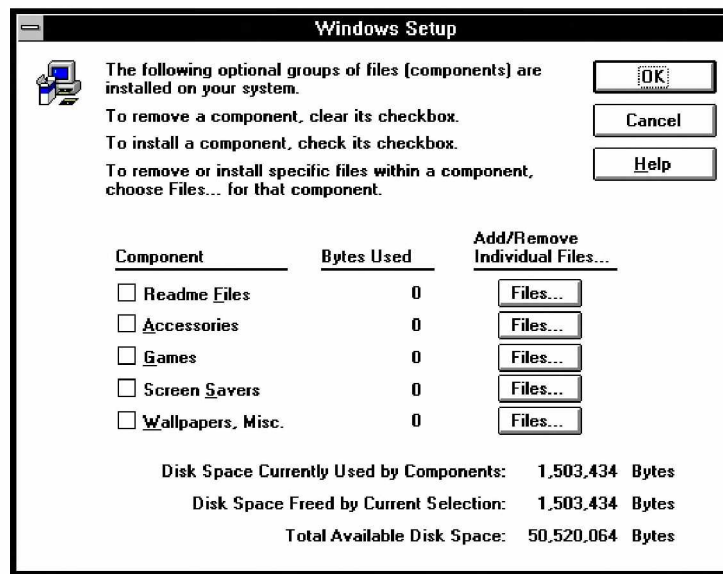 Windows Setup
The following optional groups of files (components) are
installed on your system.
To remove a component, clear its checkbox.
To install a component, check its checkbox.
To remove or install specific files within a component,
choose Files... for that component.
OK
Cancel
Help
Component Bytes Used Add/Remove
Individual Files...
Readme Files 0 Files...
Accessories 0 Files...
Games 0 Files...
Screen Savers 0 Files...
Wallpapers, Misc. 0 Files...
Disk Space Currently Used by Components: 1,503,434 Bytes
Disk Space Freed by Current Selection: 1,503,434 Bytes
Total Available Disk Space: 50,520,064 Bytes